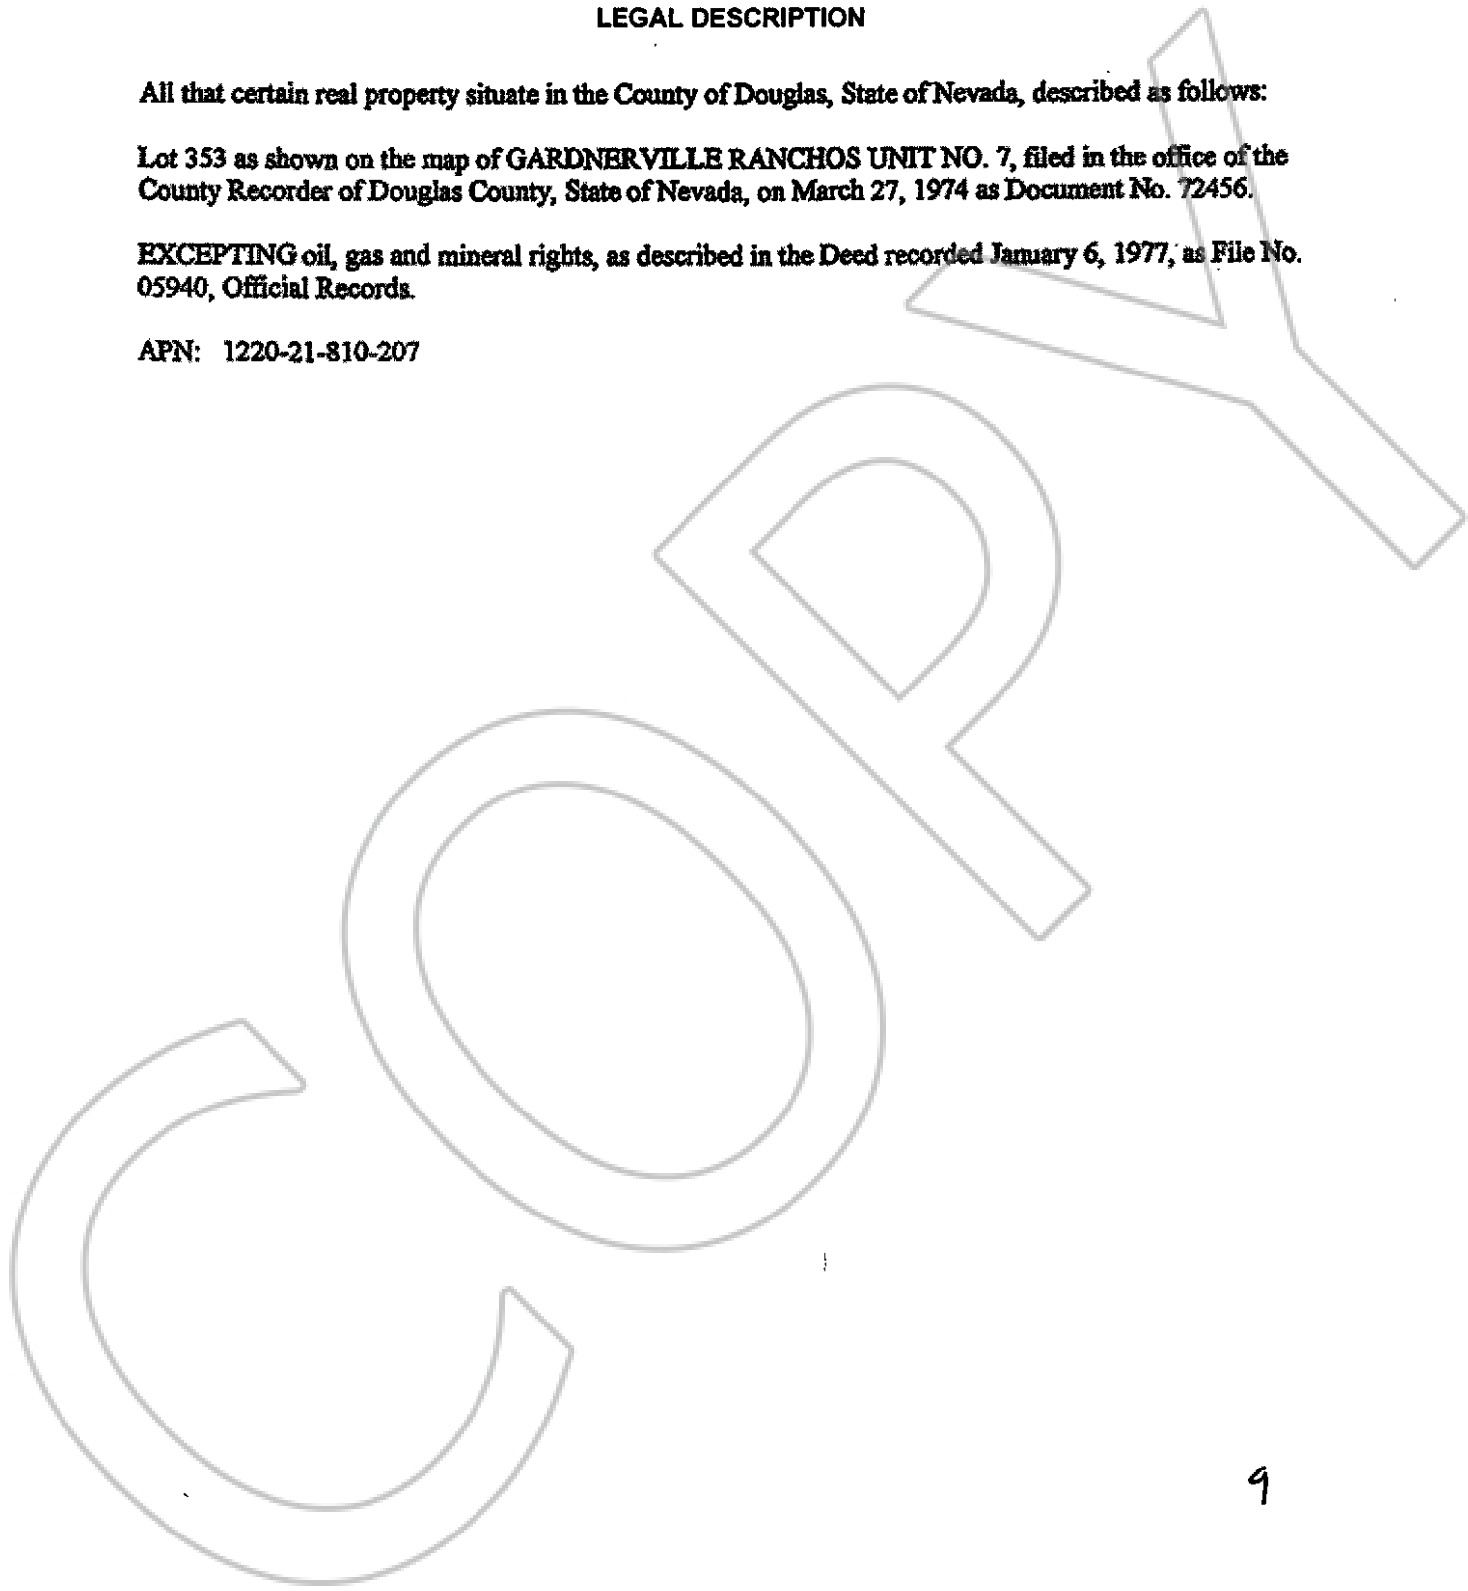 LEGAL DESCRIPTION
All that certain real property situate in the County of Douglas, State of Nevada, described as follows:
Lot 353 as shown on the map of GARDNERVILLE RANCHOS UNIT NO. 7, filed in the office of the
County Recorder of Douglas County, State of Nevada, on March 27, 1974 as Document No. 72456.
EXCEPTING oil, gas and mineral rights, as described in the Deed recorded January 6, 1977, as File No.
05940, Official Records.
APN: 1220-21-810-207
COPY
9